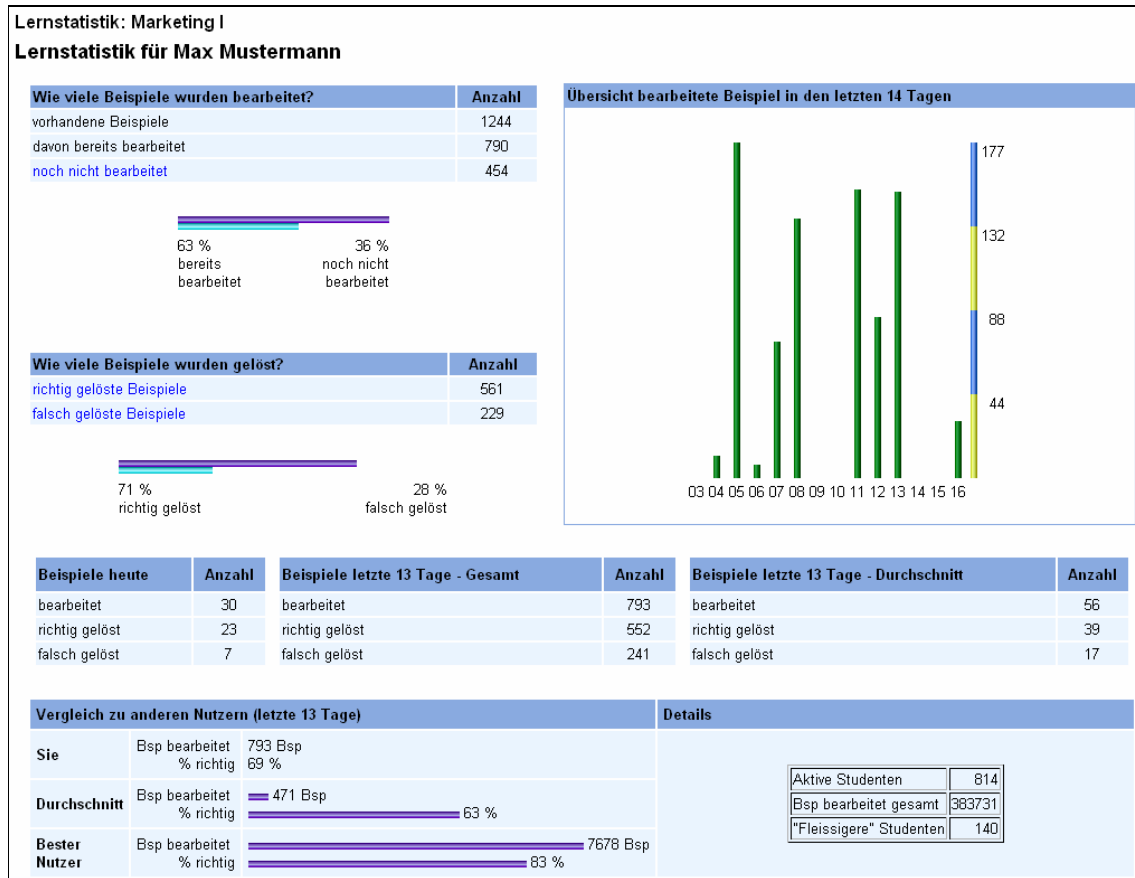 Lernstatistik: Marketing I
Lernstatistik für Max Mustermann
Wie viele Beispiele wurden bearbeitet? Anzahl
vorhandene Beispiele 1244
davon bereits bearbeitet 790
noch nicht bearbeitet 454
63 % 36 %
bereits noch nicht
bearbeitet bearbeitet
Wie viele Beispiele wurden gelöst? Anzahl
richtig gelöste Beispiele 561
falsch gelöste Beispiele 229
71 % 28 %
richtig gelöst falsch gelöst
Übersicht bearbeitete Beispiel in den letzten 14 Tagen
177
132
88
44
03 04 05 06 07 08 09 10 11 12 13 14 15 16
Beispiele heute Anzahl
bearbeitet 30
richtig gelöst 23
falsch gelöst 7
Beispiele letzte 13 Tage - Gesamt Anzahl
bearbeitet 793
richtig gelöst 552
falsch gelöst 241
Beispiele letzte 13 Tage - Durchschnitt Anzahl
bearbeitet 56
richtig gelöst 39
falsch gelöst 17
Vergleich zu anderen Nutzern (letzte 13 Tage)
Sie
Bsp bearbeitet 793 Bsp
% richtig 69 %
Durchschnitt
Bsp bearbeitet 471 Bsp
% richtig 63 %
Bester
Nutzer
Bsp bearbeitet 7678 Bsp
% richtig 83 %
Details
Aktive Studenten 814
Bsp bearbeitet gesamt 383731
"Fleissigere" Studenten 140